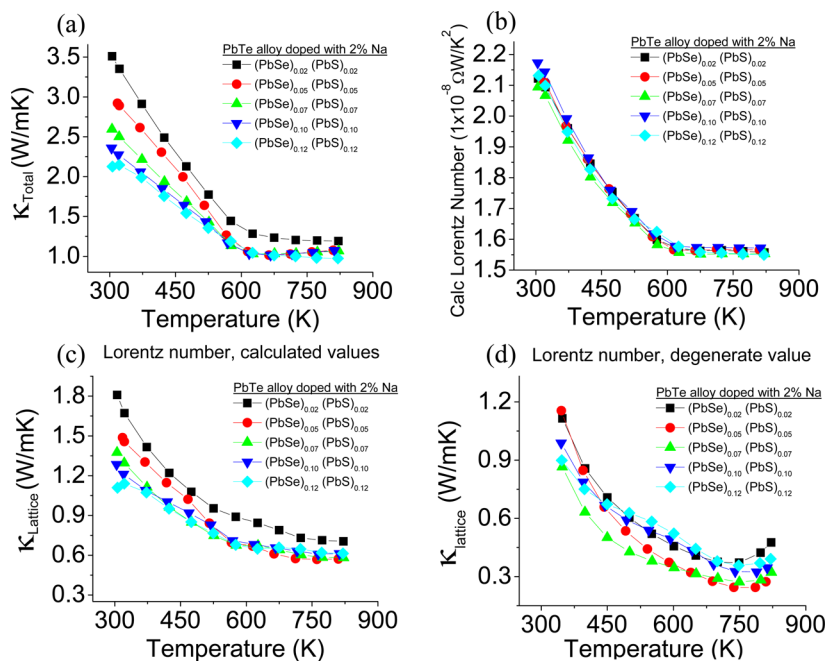 (a)
PbTe alloy doped with 2% Na
(PbSe)0.02 (PbS)0.02
(PbSe)0.05 (PbS)0.05
(PbSe)0.07 (PbS)0.07
(PbSe)0.10 (PbS)0.10
(PbSe)0.12 (PbS)0.12
3.5
3.0
2.5
2.0
1.5
1.0
κTotal (W/mK)
300 450 600 750 900
Temperature (K)
(b)
PbTe alloy doped with 2% Na
(PbSe)0.02 (PbS)0.02
(PbSe)0.05 (PbS)0.05
(PbSe)0.07 (PbS)0.07
(PbSe)0.10 (PbS)0.10
(PbSe)0.12 (PbS)0.12
2.2
2.1
2.0
1.9
1.8
1.7
1.6
1.5
Calc Lorentz Number (1x10⁻⁸ ΩW/K²)
300 450 600 750 900
Temperature (K)
(c) Lorentz number, calculated values
PbTe alloy doped with 2% Na
(PbSe)0.02 (PbS)0.02
(PbSe)0.05 (PbS)0.05
(PbSe)0.07 (PbS)0.07
(PbSe)0.10 (PbS)0.10
(PbSe)0.12 (PbS)0.12
1.8
1.5
1.2
0.9
0.6
0.3
κLattice (W/mK)
300 450 600 750 900
Temperature (K)
(d)
Lorentz number, degenerate value
PbTe alloy doped with 2% Na
(PbSe)0.02 (PbS)0.02
(PbSe)0.05 (PbS)0.05
(PbSe)0.07 (PbS)0.07
(PbSe)0.10 (PbS)0.10
(PbSe)0.12 (PbS)0.12
1.2
0.9
0.6
0.3
κlattice (W/mK)
300 450 600 750 900
Temperature (K)